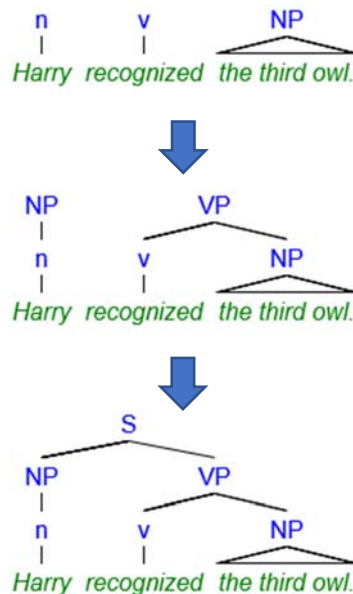 n v NP
Harry recognized the third owl.
NP VP
n v NP
Harry recognized the third owl.
S
NP VP
n v NP
Harry recognized the third owl.